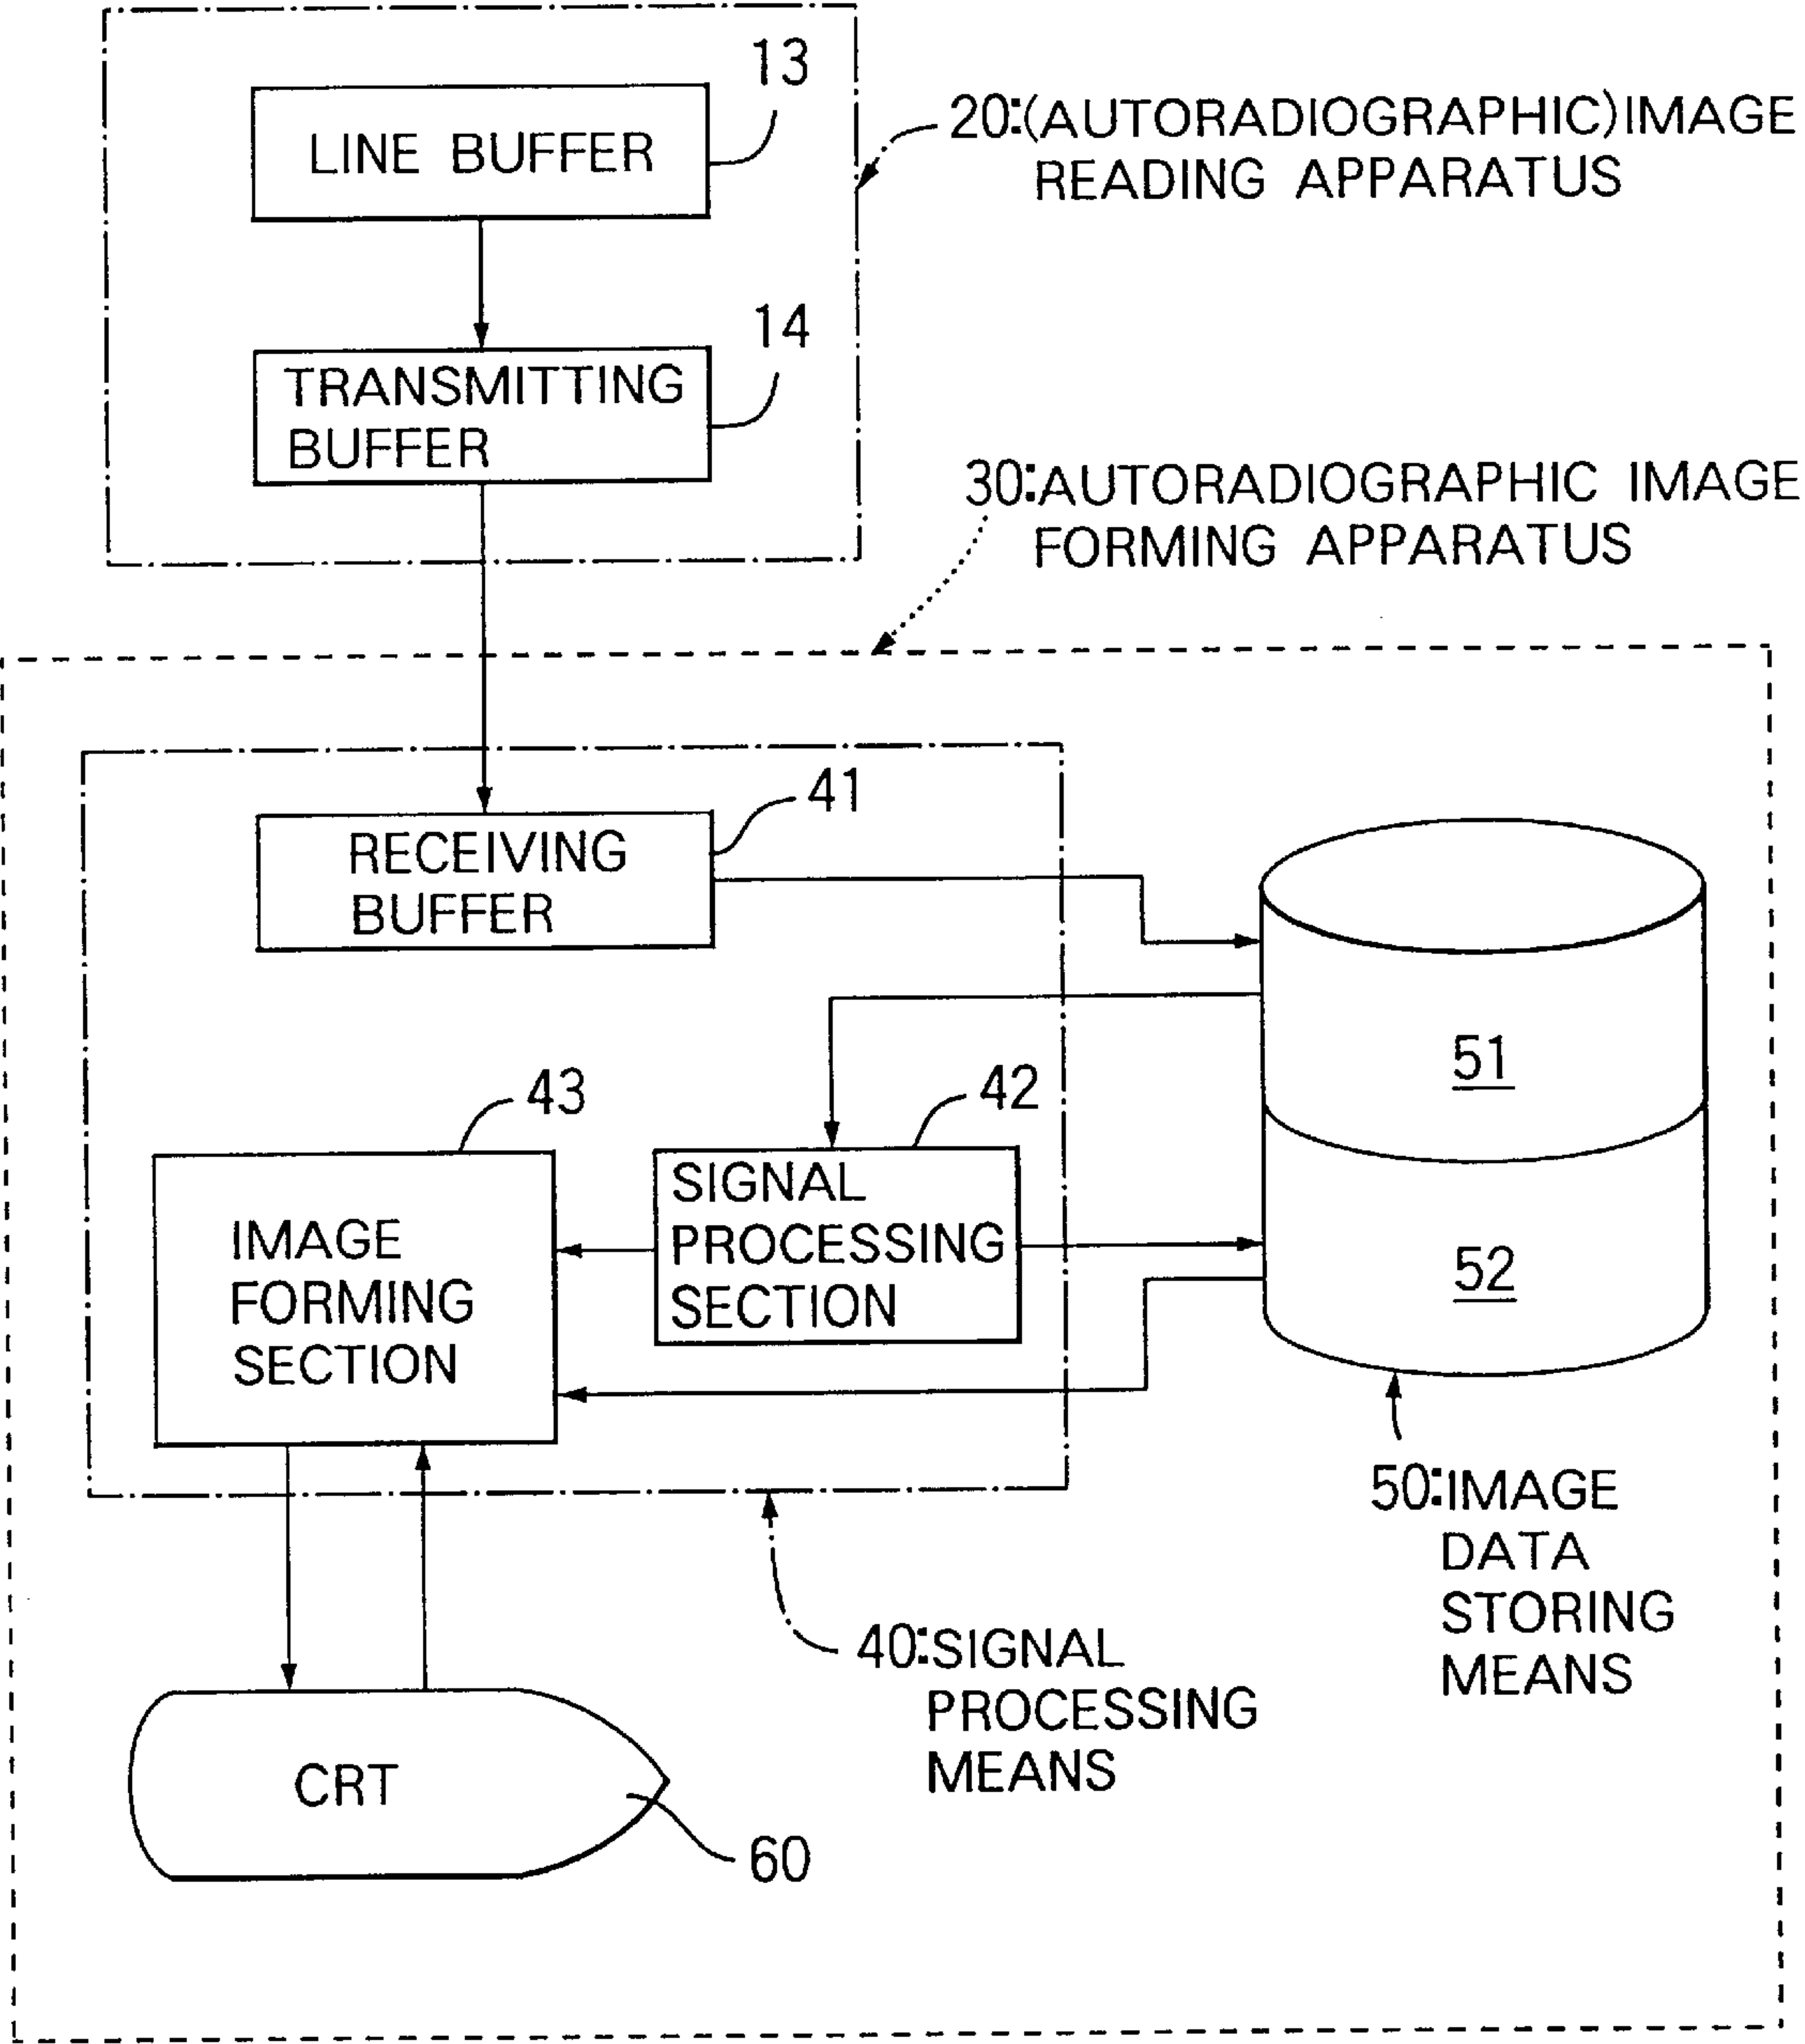 13
LINE BUFFER
20:(AUTORADIOGRAPHIC)IMAGE
READING APPARATUS
14
TRANSMITTING
BUFFER
30:AUTORADIOGRAPHIC IMAGE
FORMING APPARATUS
41
RECEIVING
BUFFER
51
43
42
SIGNAL
PROCESSING
SECTION
IMAGE
FORMING
SECTION
52
50:IMAGE
DATA
STORING
MEANS
40:SIGNAL
PROCESSING
MEANS
CRT
60